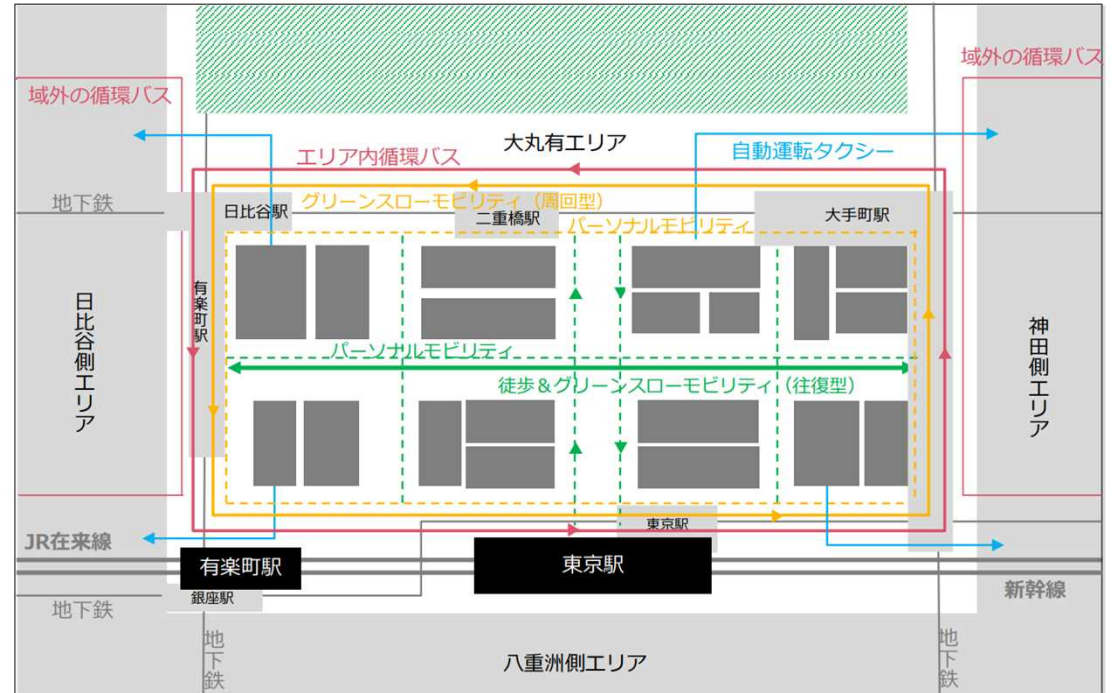 域外の循環バス
域外の循環バス
大丸有エリア
エリア内循環バス
自動運転タクシー
地下鉄
グリーンスローモビリティ（周回型）
日比谷駅
二重橋駅
大手町駅
パーソナルモビリティ
有楽町駅
日比谷側エリア
神田側エリア
パーソナルモビリティ
徒歩＆グリーンスローモビリティ（往復型）
東京駅
JR在来線
有楽町駅
東京駅
新幹線
銀座駅
地下鉄
地下鉄
八重洲側エリア
地下鉄